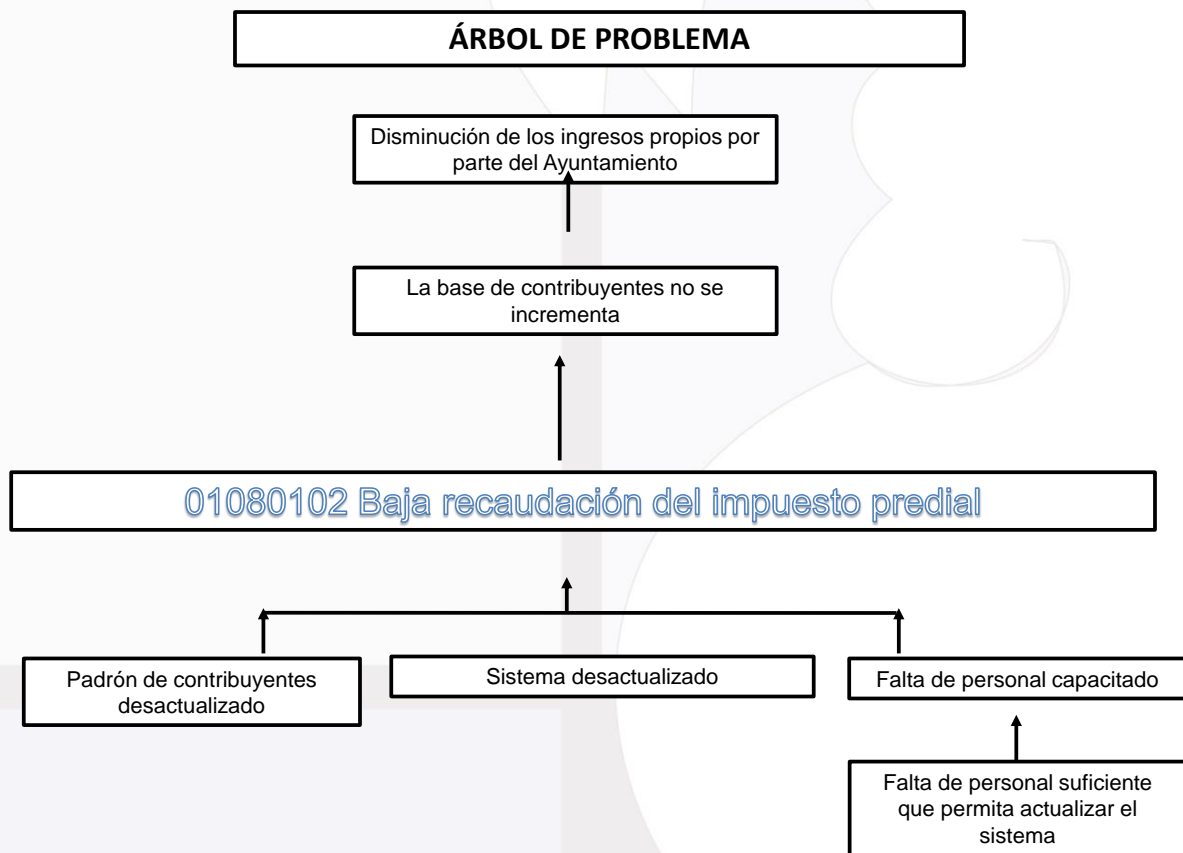 ÁRBOL DE PROBLEMA
Disminución de los ingresos propios por
parte del Ayuntamiento
La base de contribuyentes no se
incrementa
01080102 Baja recaudación del impuesto predial
Padrón de contribuyentes
desactualizado
Sistema desactualizado
Falta de personal capacitado
Falta de personal suficiente
que permita actualizar el
sistema